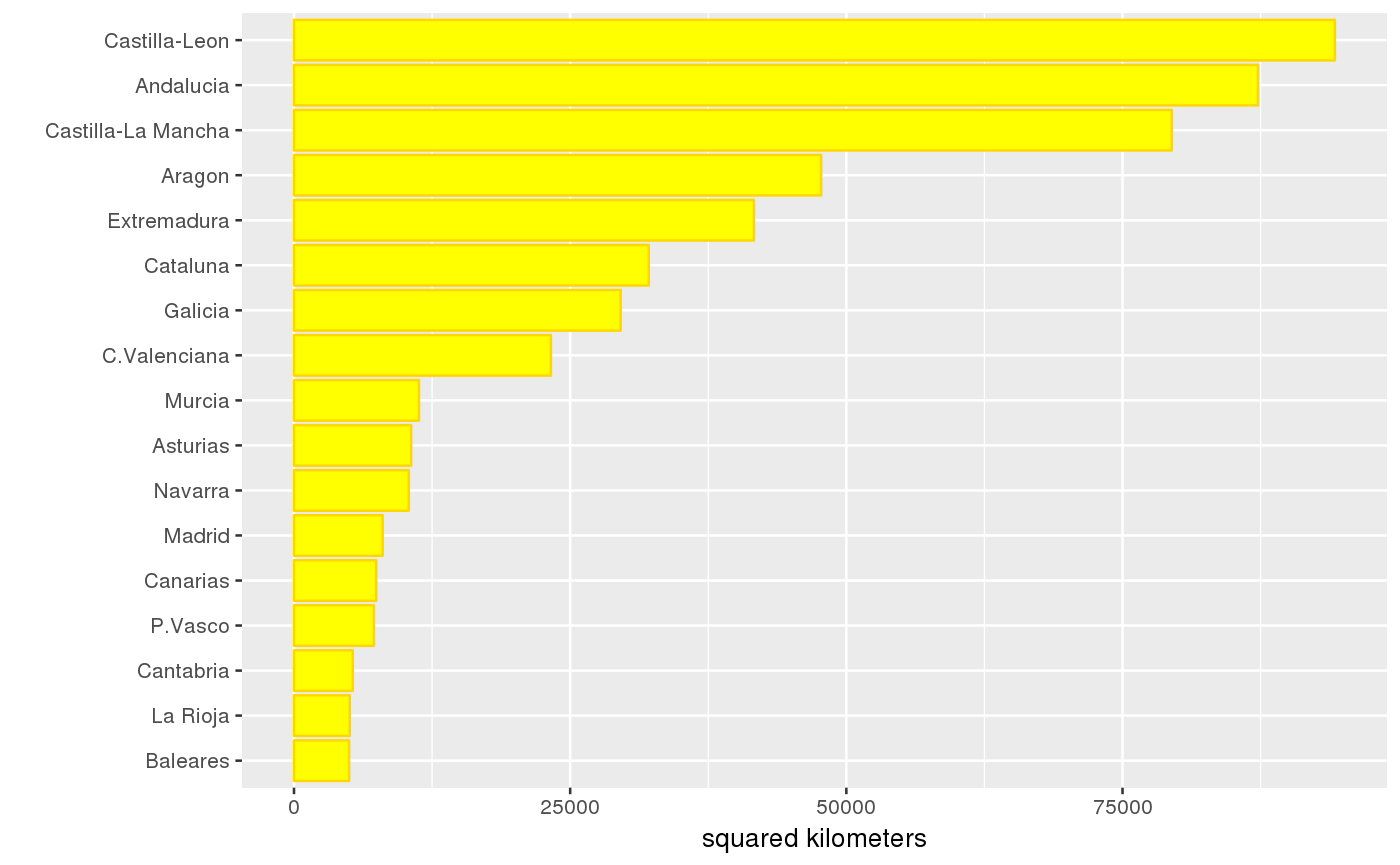 Castilla-Leon
Andalucia
Castilla-La Mancha
Aragon
Extremadura
Cataluna
Galicia
C.Valenciana
Murcia
Asturias
Navarra
Madrid
Canarias
P.Vasco
Cantabria
La Rioja
Baleares
0 25000 50000 75000
squared kilometers